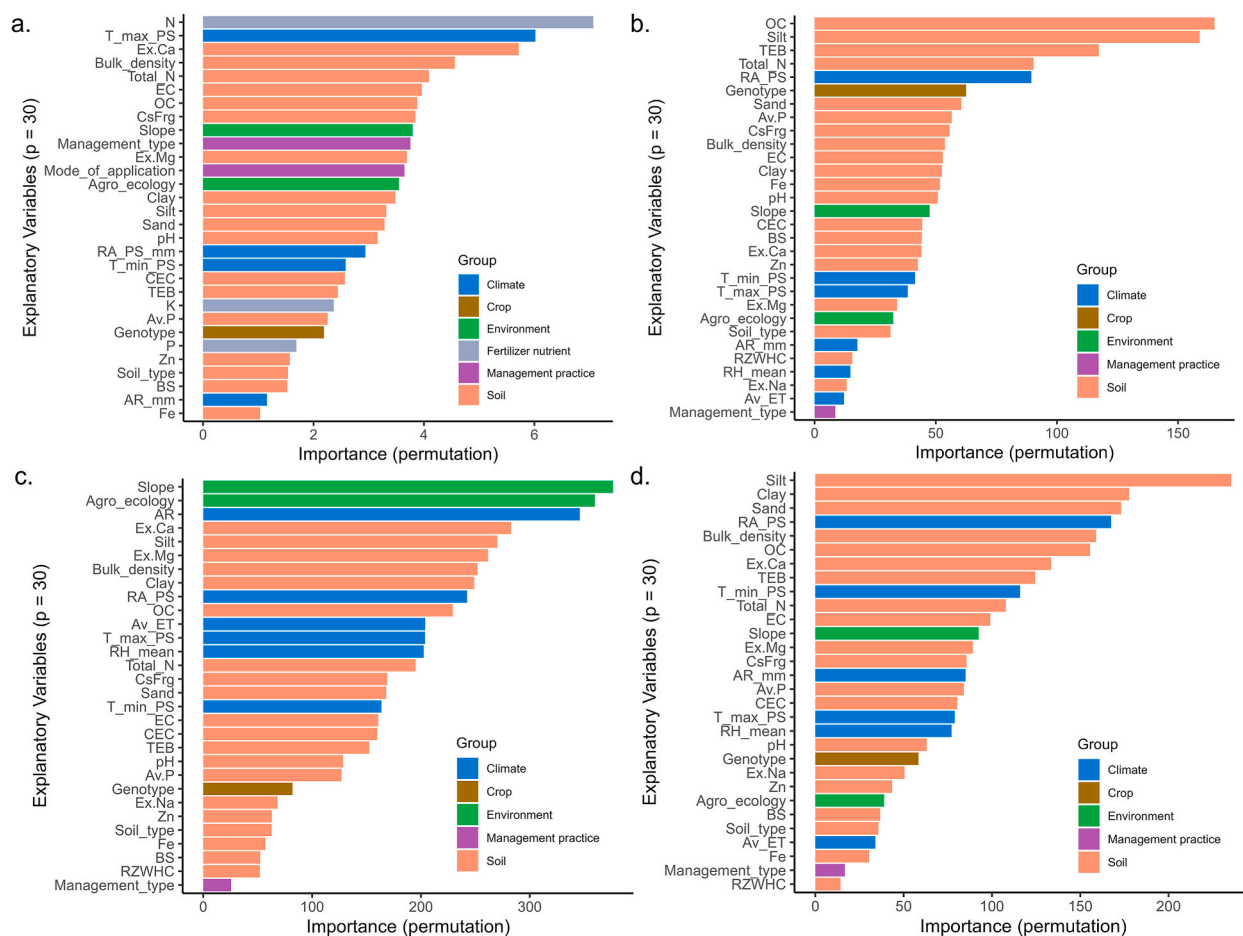 a.
Explanatory Variables (p = 30)
N
T_max_PS
Ex.Ca
Bulk_density
Total_N
EC
OC
CsFrg
Slope
Management_type
Ex.Mg
Mode_of_application
Agro_ecology
Clay
Silt
Sand
pH
RA_PS_mm
T_min_PS
CEC
TEB
K
Av.P
Genotype
P
Zn
Soil_type
BS
AR_mm
Fe
0 2 4 6
Importance (permutation)
Group
Climate
Crop
Environment
Fertilizer nutrient
Management practice
Soil
b.
Explanatory Variables (p = 30)
OC
Silt
TEB
Total_N
RA_PS
Genotype
Sand
Av.P
CsFrg
Bulk_density
EC
Clay
Fe
pH
Slope
CEC
BS
Ex.Ca
Zn
T_min_PS
T_max_PS
Ex.Mg
Agro_ecology
Soil_type
AR_mm
RZWHC
RH_mean
Ex.Na
Av_ET
Management_type
0 50 100 150
Importance (permutation)
Group
Climate
Crop
Environment
Management practice
Soil
c.
Explanatory Variables (p = 30)
Slope
Agro_ecology
AR
Ex.Ca
Silt
Ex.Mg
Bulk_density
Clay
RA_PS
OC
Av_ET
T_max_PS
RH_mean
Total_N
CsFrg
Sand
T_min_PS
EC
CEC
TEB
pH
Av.P
Genotype
Ex.Na
Zn
Soil_type
Fe
BS
RZWHC
Management_type
0 100 200 300
Importance (permutation)
Group
Climate
Crop
Environment
Management practice
Soil
d.
Explanatory Variables (p = 30)
Silt
Clay
Sand
RA_PS
Bulk_density
OC
Ex.Ca
TEB
T_min_PS
Total_N
EC
Slope
Ex.Mg
CsFrg
AR_mm
Av.P
CEC
T_max_PS
RH_mean
pH
Genotype
Ex.Na
Zn
Agro_ecology
BS
Soil_type
Av_ET
Fe
Management_type
RZWHC
0 50 100 200
Importance (permutation)
Group
Climate
Crop
Environment
Management practice
Soil